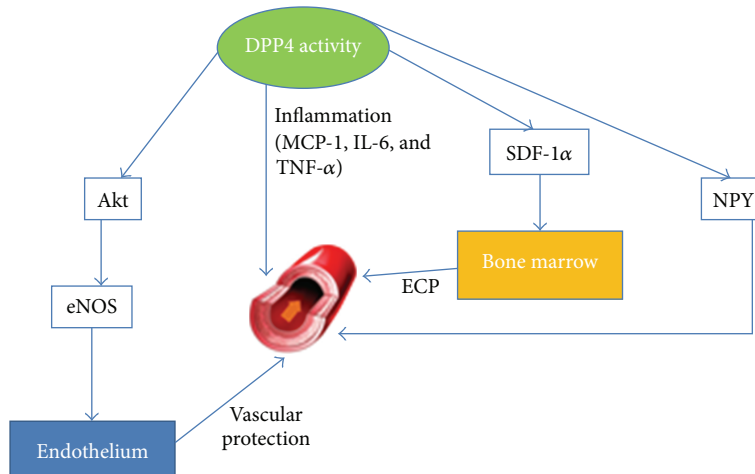 DPP4 activity
Inflammation
(MCP-1, IL-6, and
TNF-α)
SDF-1α
Akt
NPY
Bone marrow
ECP
eNOS
Vascular
protection
Endothelium